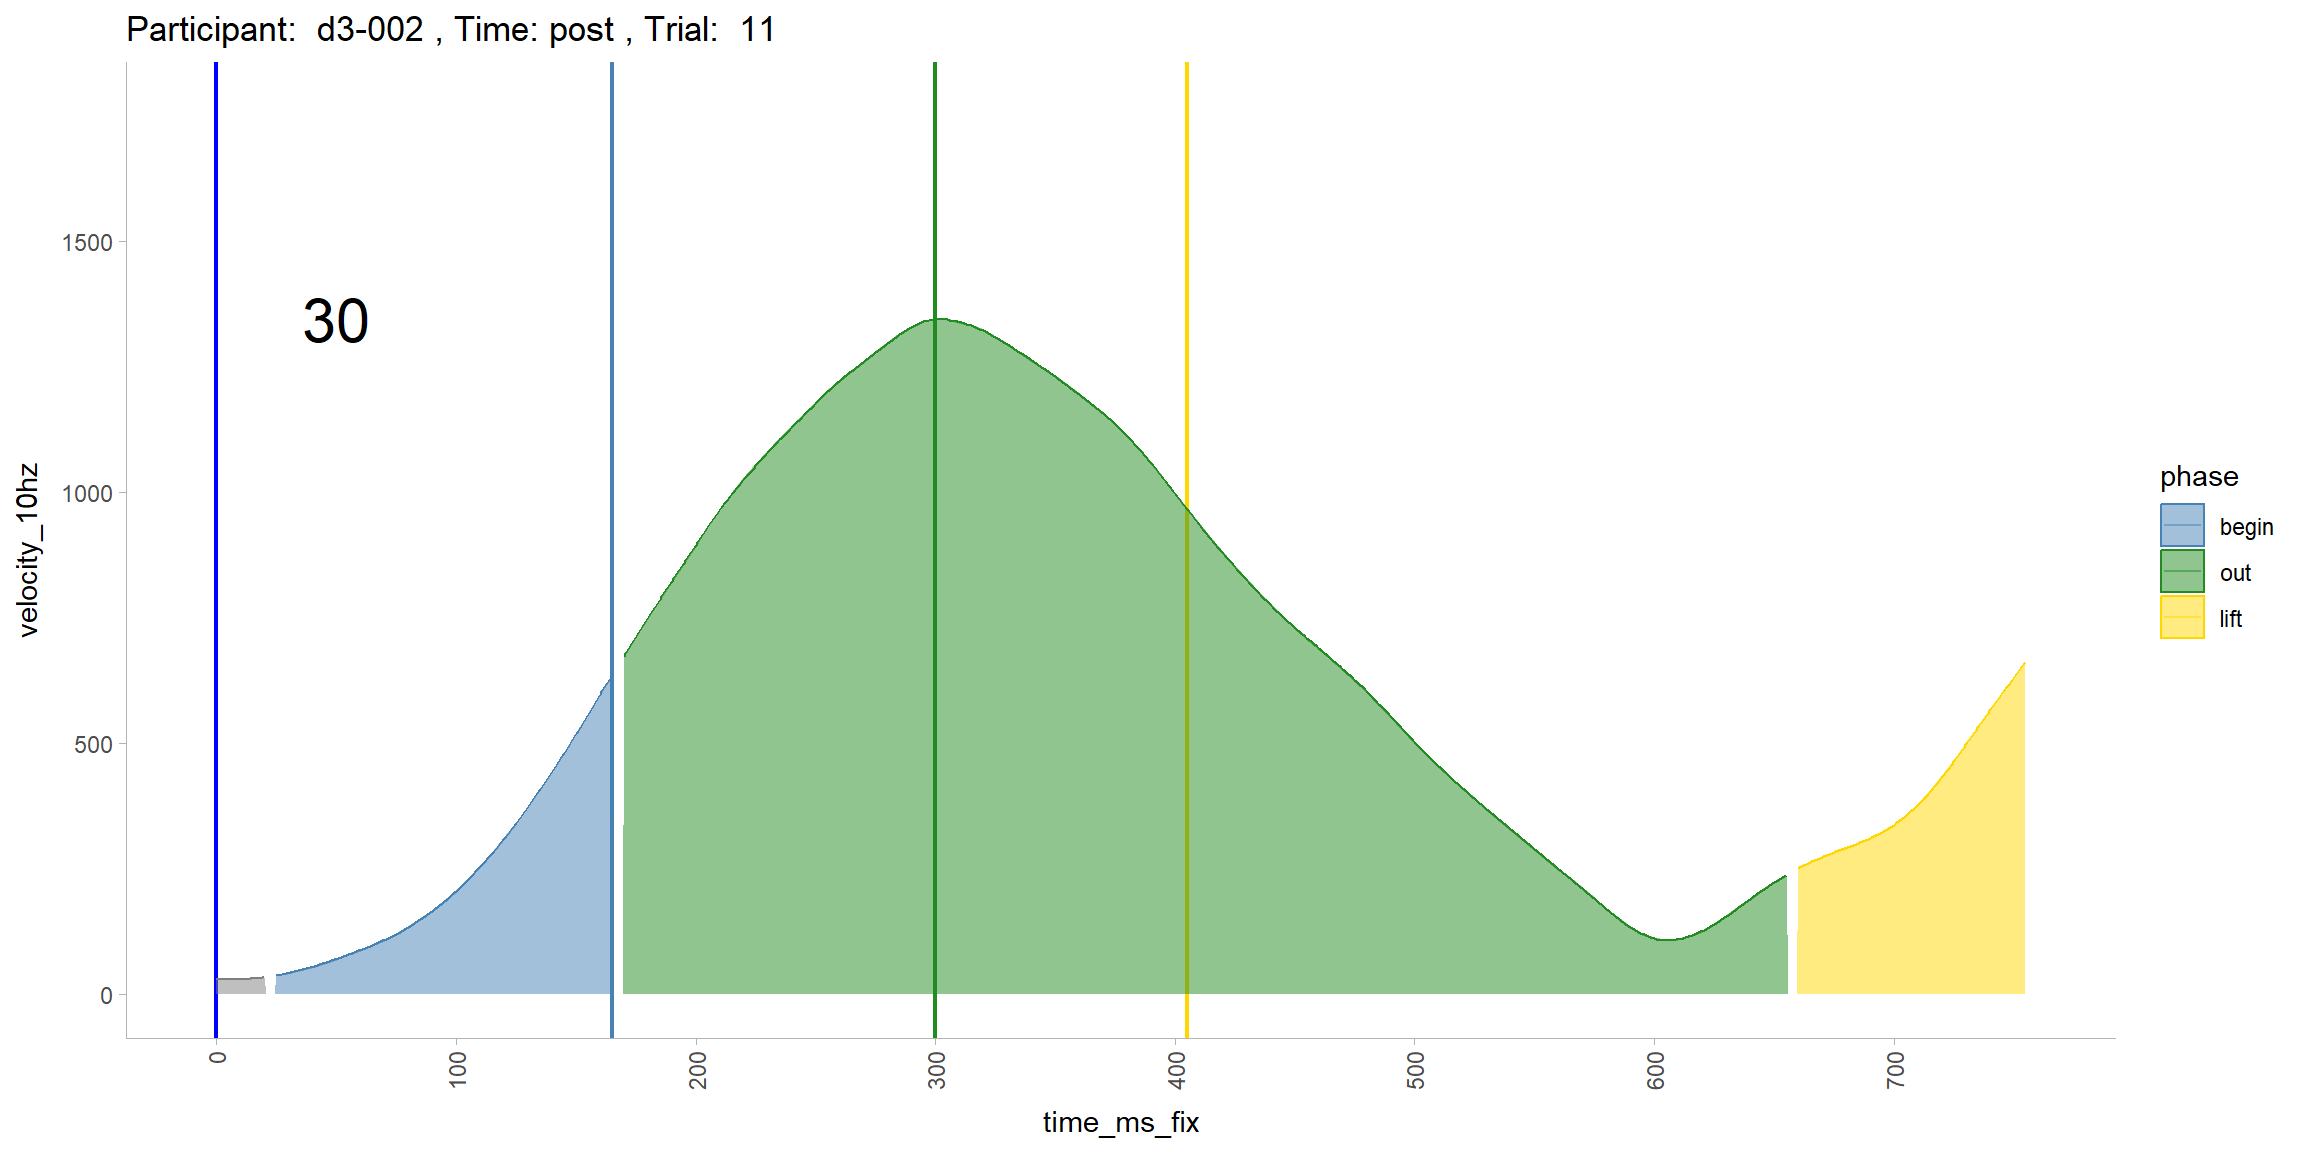 Participant:  d3-002 , Time: post , Trial:  11
1500
1000
500
0
velocity_10hz
30
0
100
200
300
400
500
600
700
time_ms_fix
phase
begin
out
lift